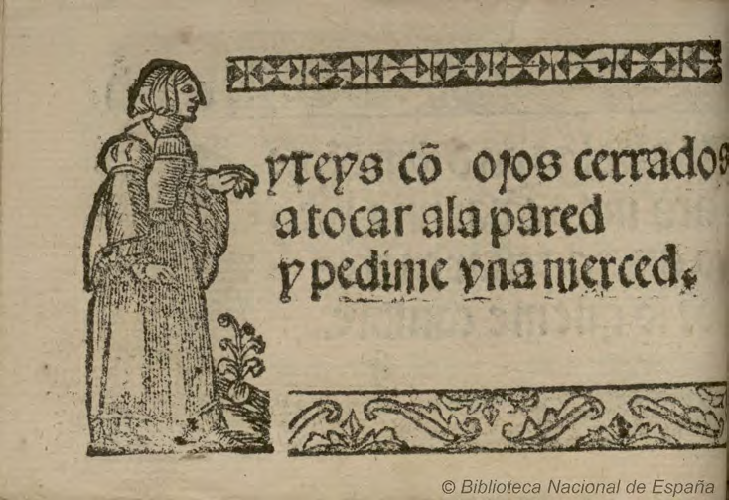 yreys cõ ojos cerrados
a tocar ala pared
y pedime vna merced.
© Biblioteca Nacional de España